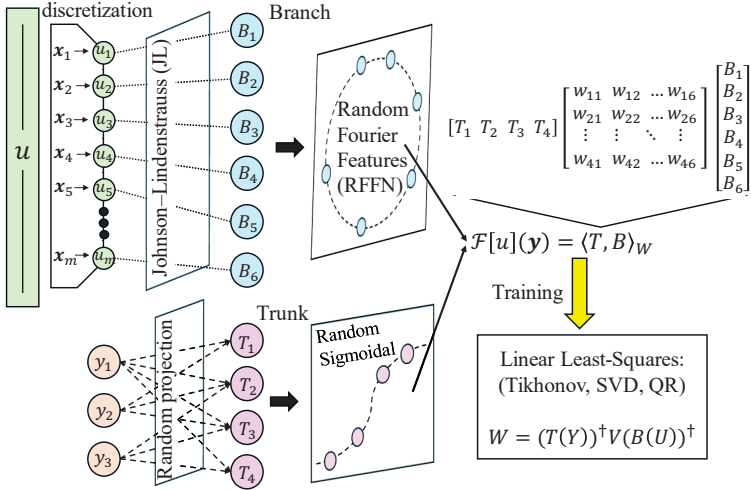 discretization
Branch
u
x₁
x₂
x₃
x₄
x₅
xₘ
u₁
u₂
u₃
u₄
u₅
uₘ
Johnson–Lindenstrauss (JL)
B₁
B₂
B₃
B₄
B₅
B₆
Random
Fourier
Features
(RFFN)
[T₁ T₂ T₃ T₄]
w₁₁ w₁₂ … w₁₆
w₂₁ w₂₂ … w₂₆
⋮ ⋮ ⋱ ⋮
w₄₁ w₄₂ … w₄₆
B₁
B₂
B₃
B₄
B₅
B₆
ℱ[u](y) = ⟨T, B⟩_W
Training
Trunk
y₁
y₂
y₃
Random projection
T₁
T₂
T₃
T₄
Random
Sigmoidal
Linear Least-Squares:
(Tikhonov, SVD, QR)
W = (T(Y))†V(B(U))†